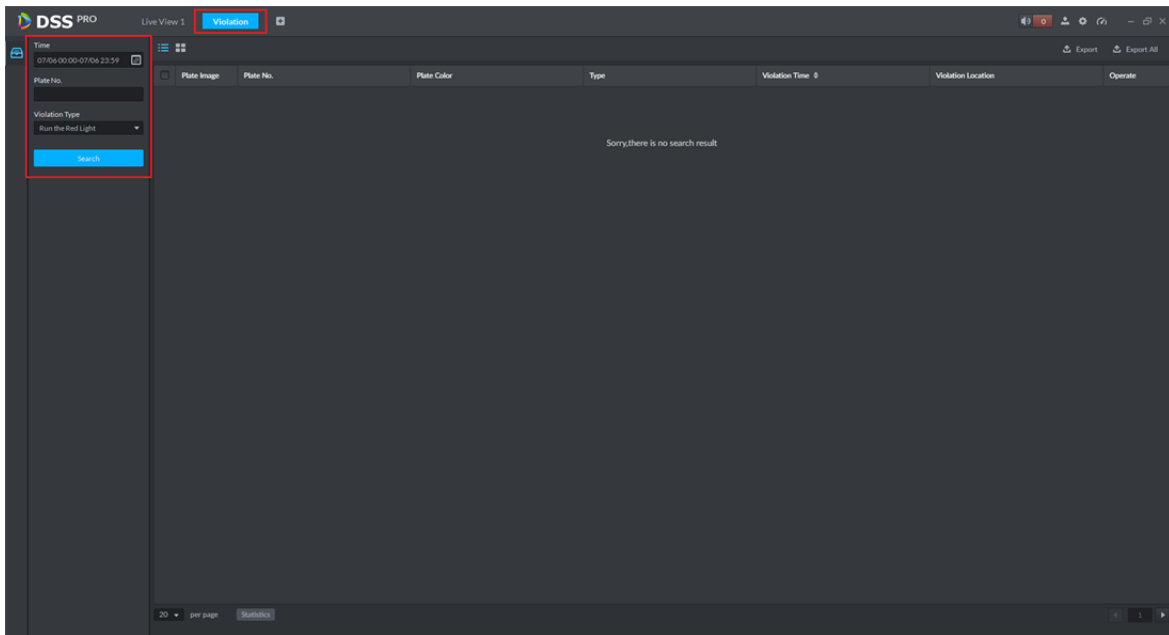 DSS PRO Live View 1 Violation 0
Time
07/06 00:00-07/06 23:59
Export Export All
Plate No.
Plate Image Plate No. Plate Color Type Violation Time Violation Location Operate
Violation Type
Run the Red Light
Sorry,there is no search result
Search
20 per page Statistics 1